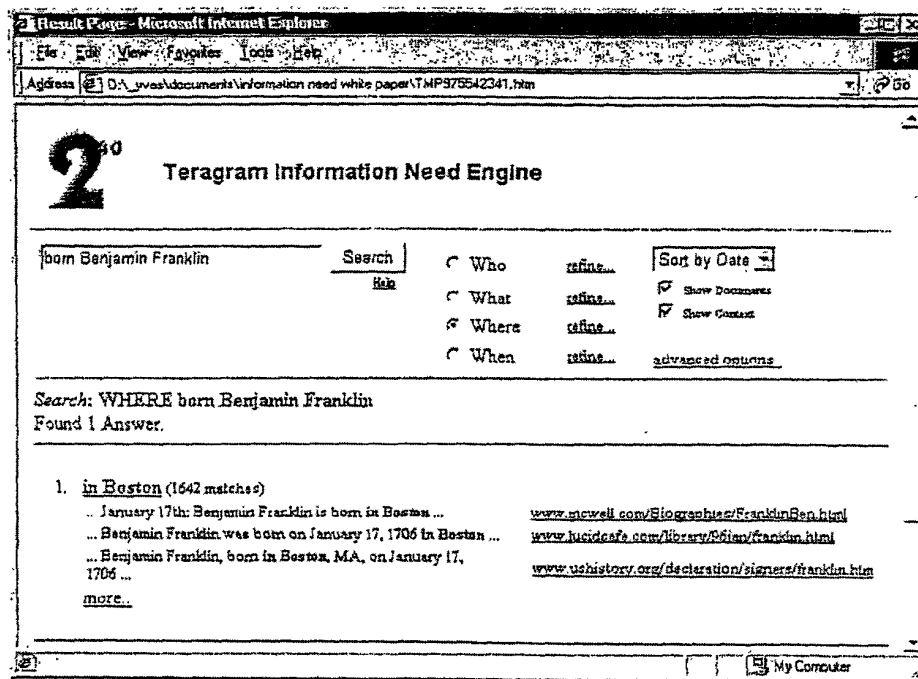 Result Page - Microsoft Internet Explorer
File Edit View Favorites Tools Help
Address D:\_yves\documents\information need white paper\TMP975542341.htm Go
2
Teragram Information Need Engine
born Benjamin Franklin Search
Help
Who refine... Sort by Date
What refine... Show Documents
Where refine... Show Context
When refine... advanced options
Search: WHERE born Benjamin Franklin
Found 1 Answer.
1. in Boston (1642 matches)
.. January 17th: Benjamin Franklin is born in Boston ... www.mcwell.com/Biographies/FranklinBen.html
... Benjamin Franklin was born on January 17, 1706 in Boston ... www.lucidcafe.com/library/96jan/franklin.html
... Benjamin Franklin, born in Boston, MA, on January 17,
1706 ... www.ushistory.org/declaration/signers/franklin.htm
more..
My Computer